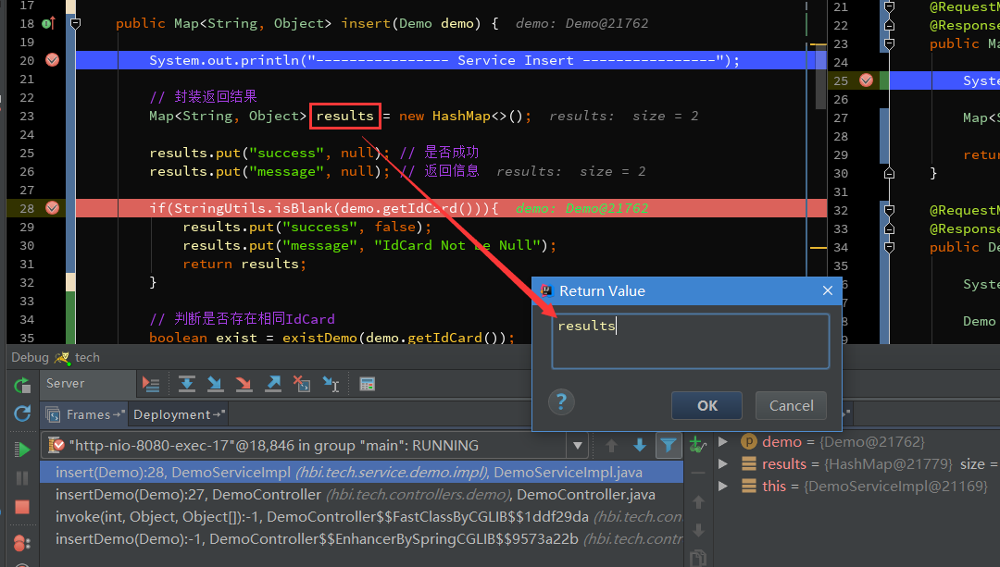 17
18 public Map<String, Object> insert(Demo demo) { demo: Demo@21762
19
20 System.out.println("---------------- Service Insert ----------------");
21
22 // 封装返回结果
23 Map<String, Object> results = new HashMap<>(); results: size = 2
24
25 results.put("success", null); // 是否成功
26 results.put("message", null); // 返回信息 results: size = 2
27
28 if(StringUtils.isBlank(demo.getIdCard())){ demo: Demo@21762
29 results.put("success", false);
30 results.put("message", "IdCard Not be Null");
31 return results;
32 }
33
34 // 判断是否存在相同IdCard
35 boolean exist = existDemo(demo.getIdCard());
21 @RequestM
22 @Respons
23 public Ma
24
25 Syste
26
27 Map<S
28
29 retur
30 }
31
32 @RequestM
33 @Respons
34 public De
35
Syste
8 Demo
9
Return Value
results
?
OK
Cancel
Debug tech
Server
Frames Deployment
"http-nio-8080-exec-17"@18,846 in group "main": RUNNING
insert(Demo):28, DemoServiceImpl (hbi.tech.service.demo.impl), DemoServiceImpl.java
insertDemo(Demo):27, DemoController (hbi.tech.controllers.demo), DemoController.java
invoke(int, Object, Object[]):-1, DemoController$$FastClassByCGLIB$$1ddf29da (hbi.tech.con
insertDemo(Demo):-1, DemoController$$EnhancerBySpringCGLIB$$9573a22b (hbi.tech.contr
p demo = {Demo@21762}
results = {HashMap@21779} size =
this = {DemoServiceImpl@21169}